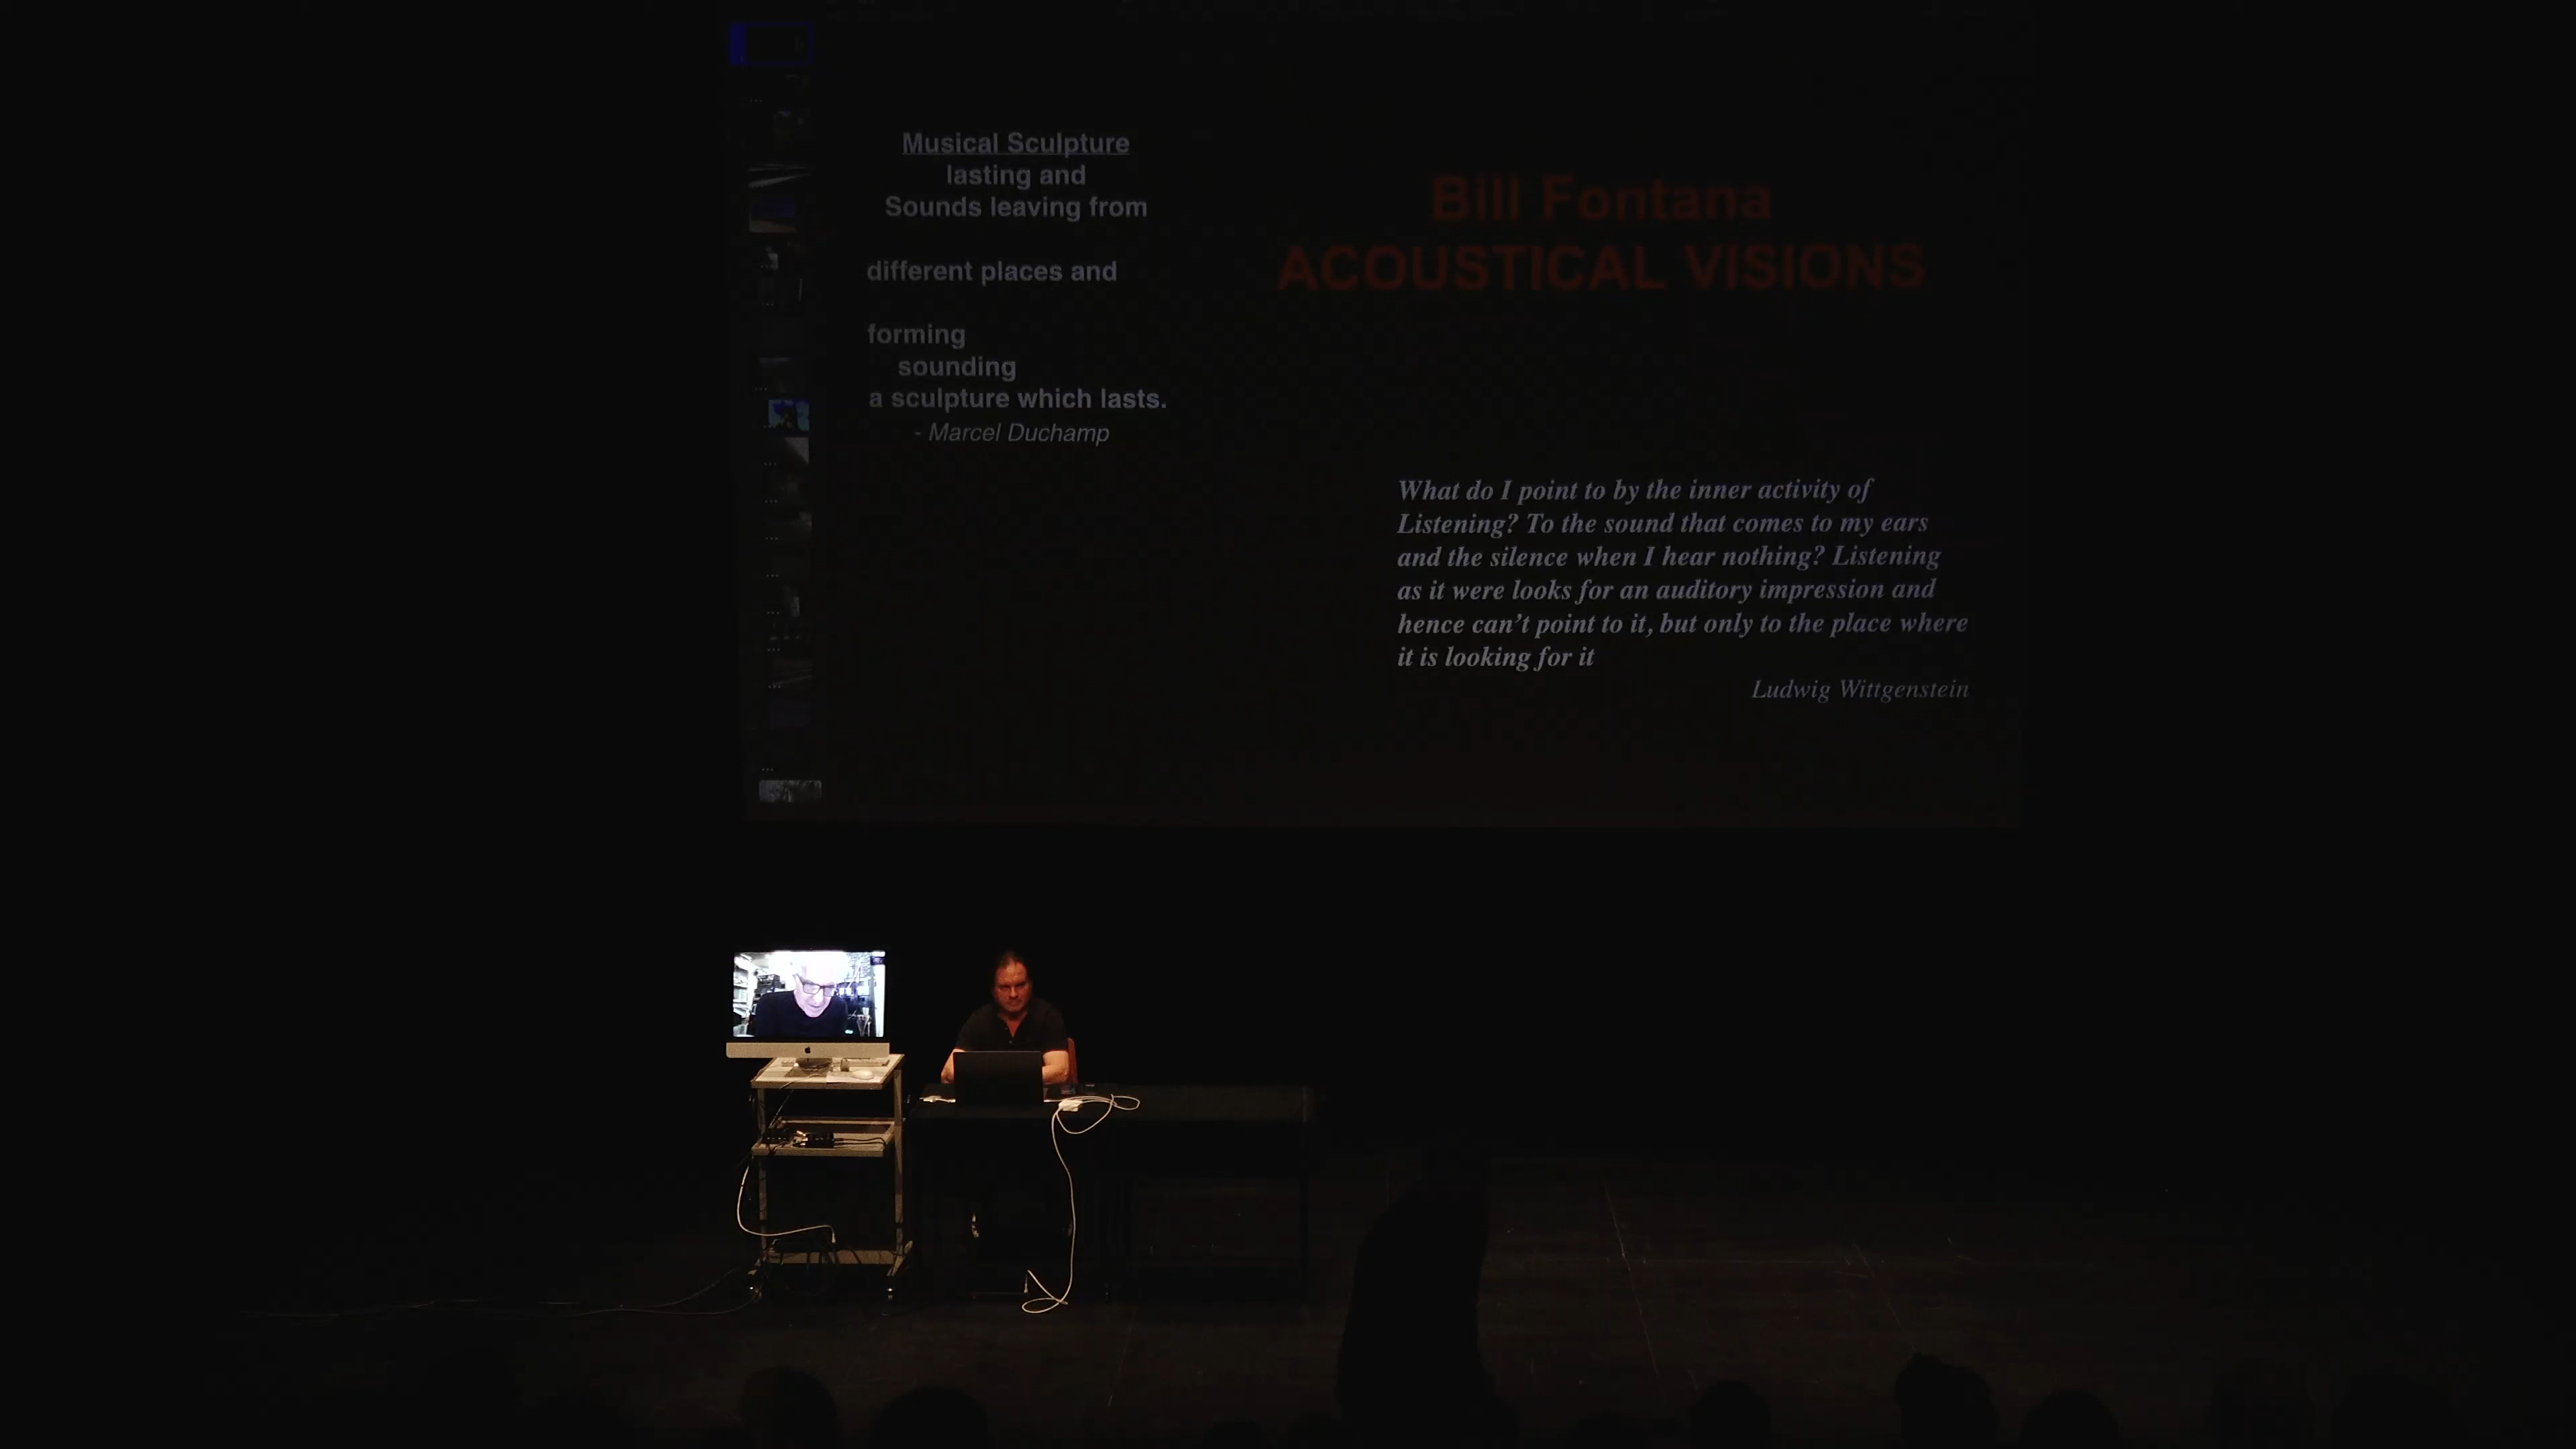 Musical Sculpture
lasting and
Sounds leaving from
different places and
forming
sounding
a sculpture which lasts.
- Marcel Duchamp
Bill Fontana
ACOUSTICAL VISIONS
What do I point to by the inner activity of
Listening? To the sound that comes to my ears
and the silence when I hear nothing? Listening
as it were looks for an auditory impression and
hence can't point to it, but only to the place where
it is looking for it
Ludwig Wittgenstein